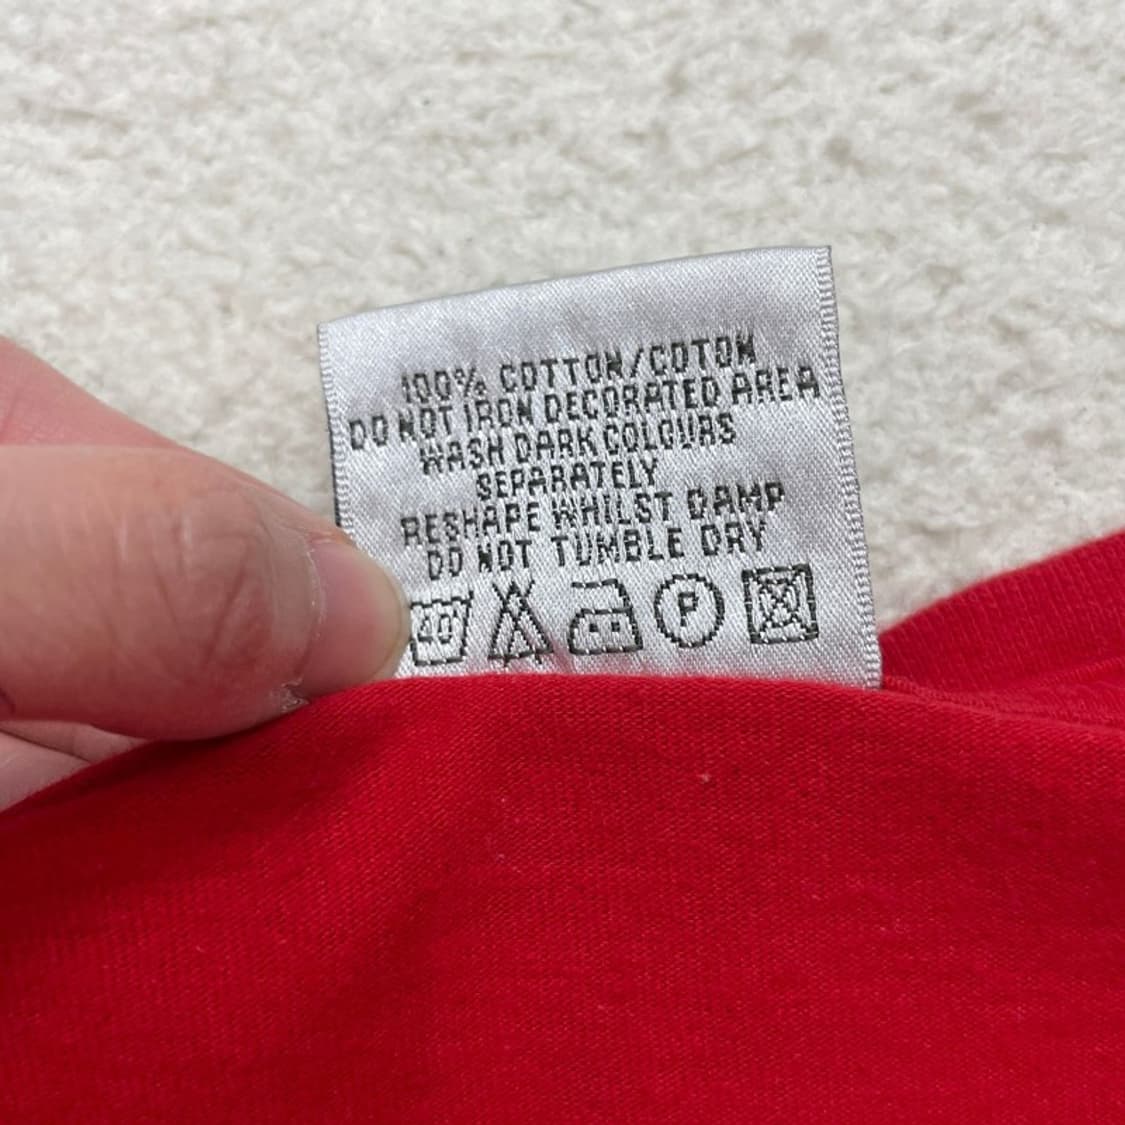 100% COTTON/COTON
DO NOT IRON DECORATED AREA
WASH DARK COLOURS
SEPARATELY
RESHAPE WHILST DAMP
DO NOT TUMBLE DRY
40 P